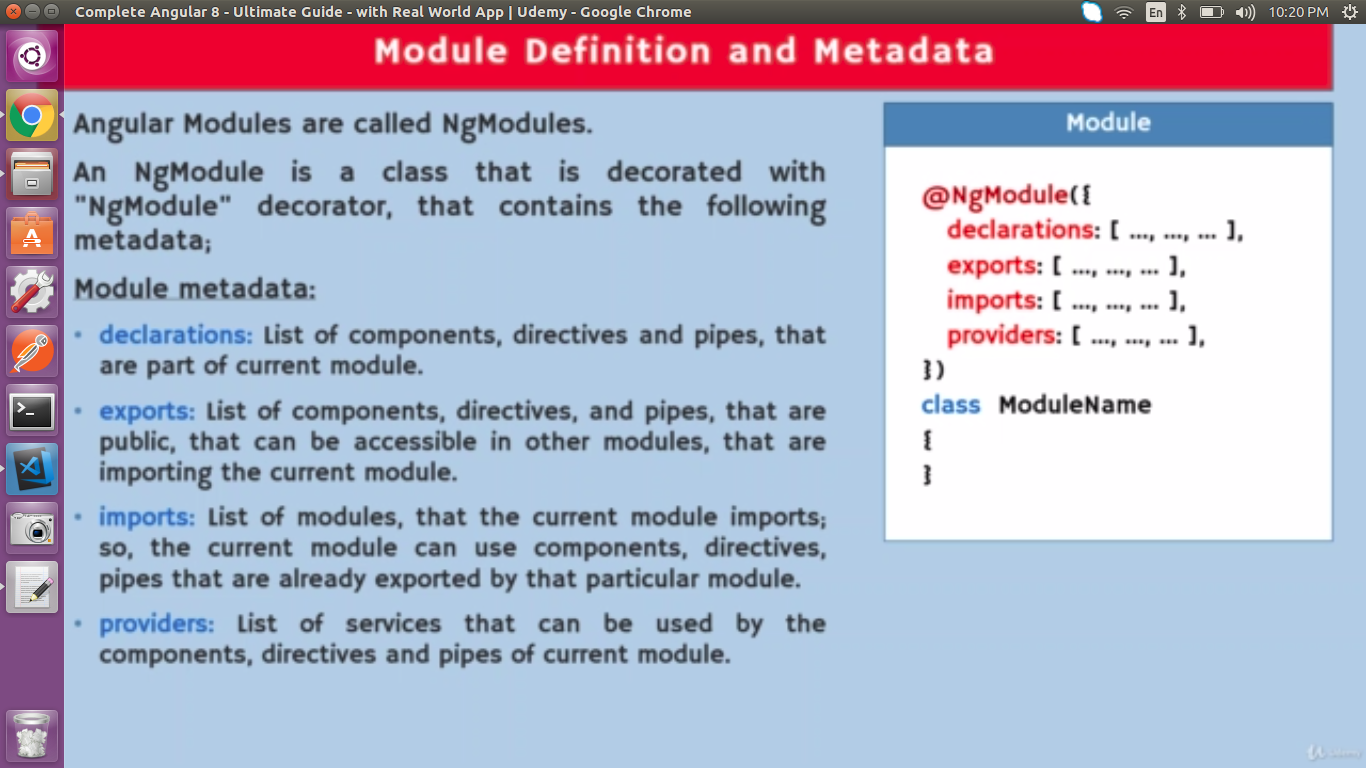 Complete Angular 8 - Ultimate Guide - with Real World App | Udemy - Google Chrome
En
10:20 PM
Module Definition and Metadata
Angular Modules are called NgModules.
An NgModule is a class that is decorated with
"NgModule" decorator, that contains the following
metadata;
Module metadata:
• declarations: List of components, directives and pipes, that
are part of current module.
• exports: List of components, directives, and pipes, that are
public, that can be accessible in other modules, that are
importing the current module.
• imports: List of modules, that the current module imports;
so, the current module can use components, directives,
pipes that are already exported by that particular module.
• providers: List of services that can be used by the
components, directives and pipes of current module.
Module
@NgModule({
declarations: [ ..., ..., ... ],
exports: [ ..., ..., ... ],
imports: [ ..., ..., ... ],
providers: [ ..., ..., ... ],
})
class ModuleName
{
}
Udemy